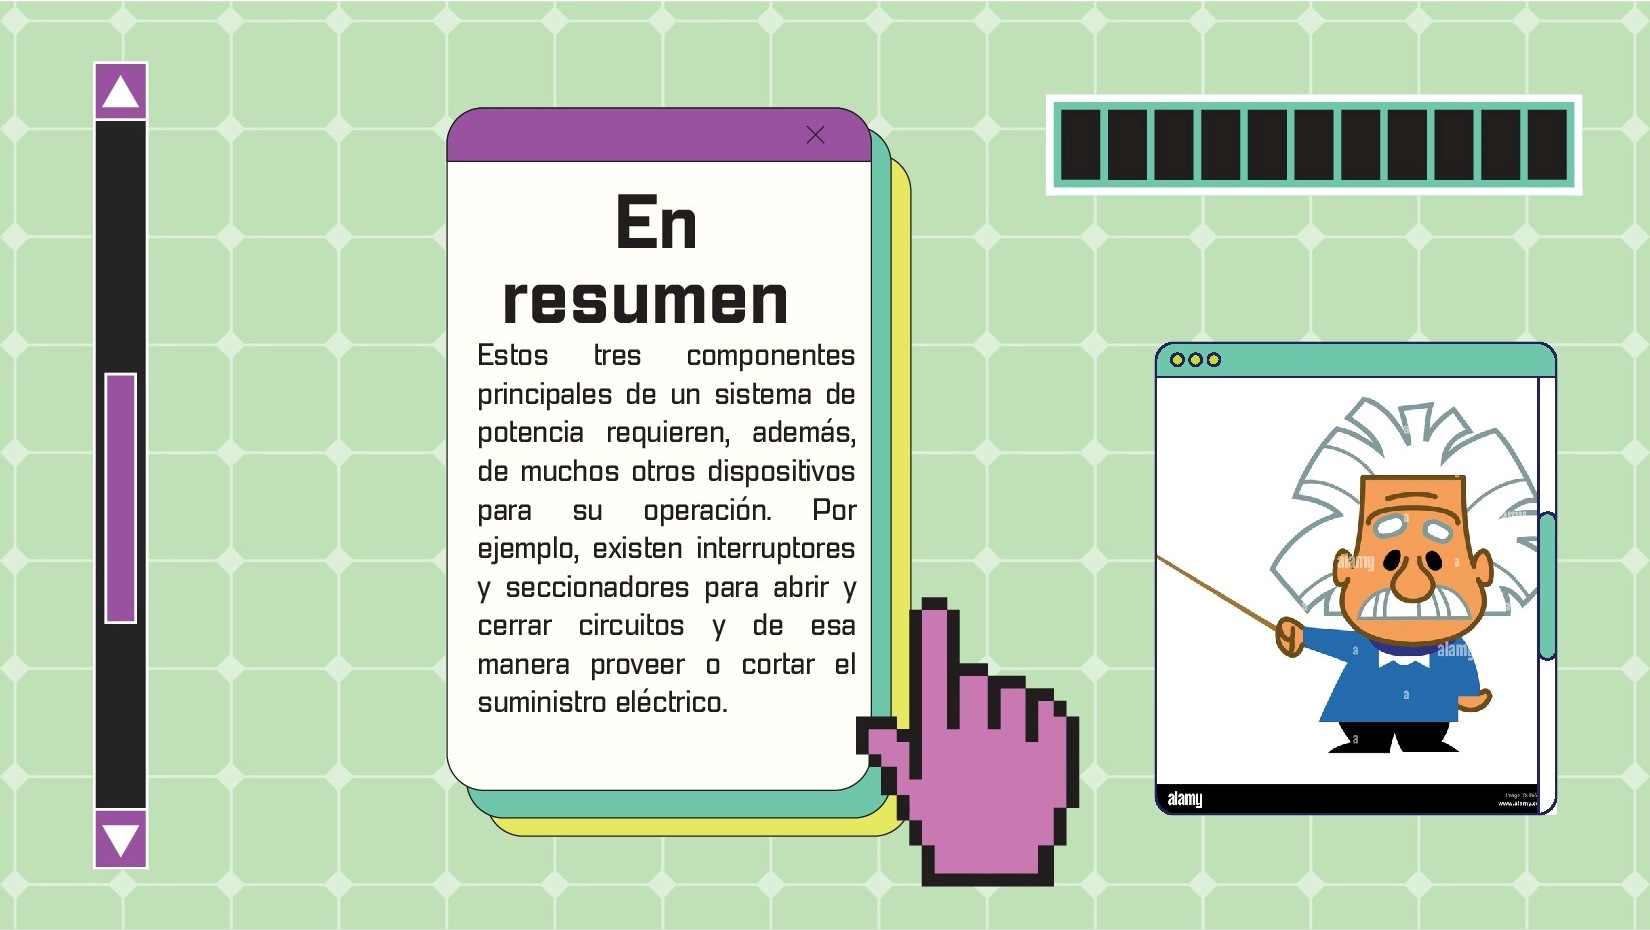 En
resumen
Estos tres componentes
principales de un sistema de
potencia requieren, además,
de muchos otros dispositivos
para su operación. Por
ejemplo, existen interruptores
y seccionadores para abrir y
cerrar circuitos y de esa
manera proveer o cortar el
suministro eléctrico.
alamy
alamy
alamy
a
a
a
a
a
alamy